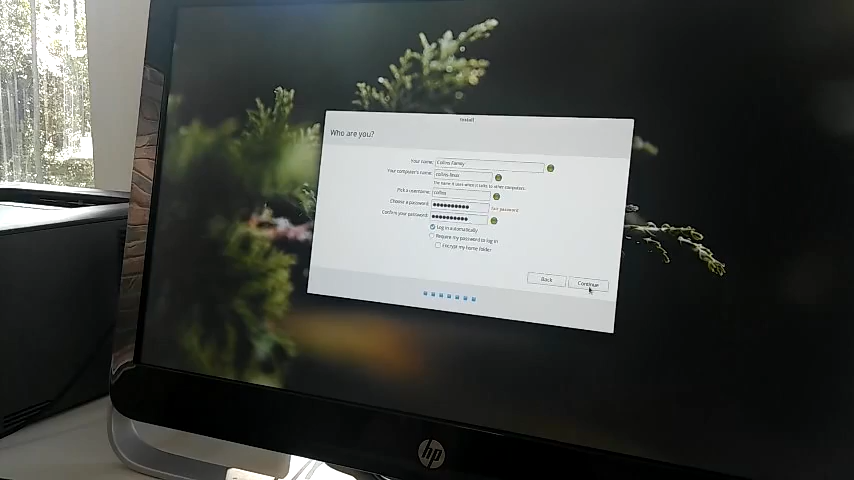 Install
Who are you?
Your name: Collins Family
Your computer's name: collins-linux
The name it uses when it talks to other computers.
Pick a username: collins
Choose a password: Fair password
Confirm your password:
Log in automatically
Require my password to log in
Encrypt my home folder
Back Continue
hp